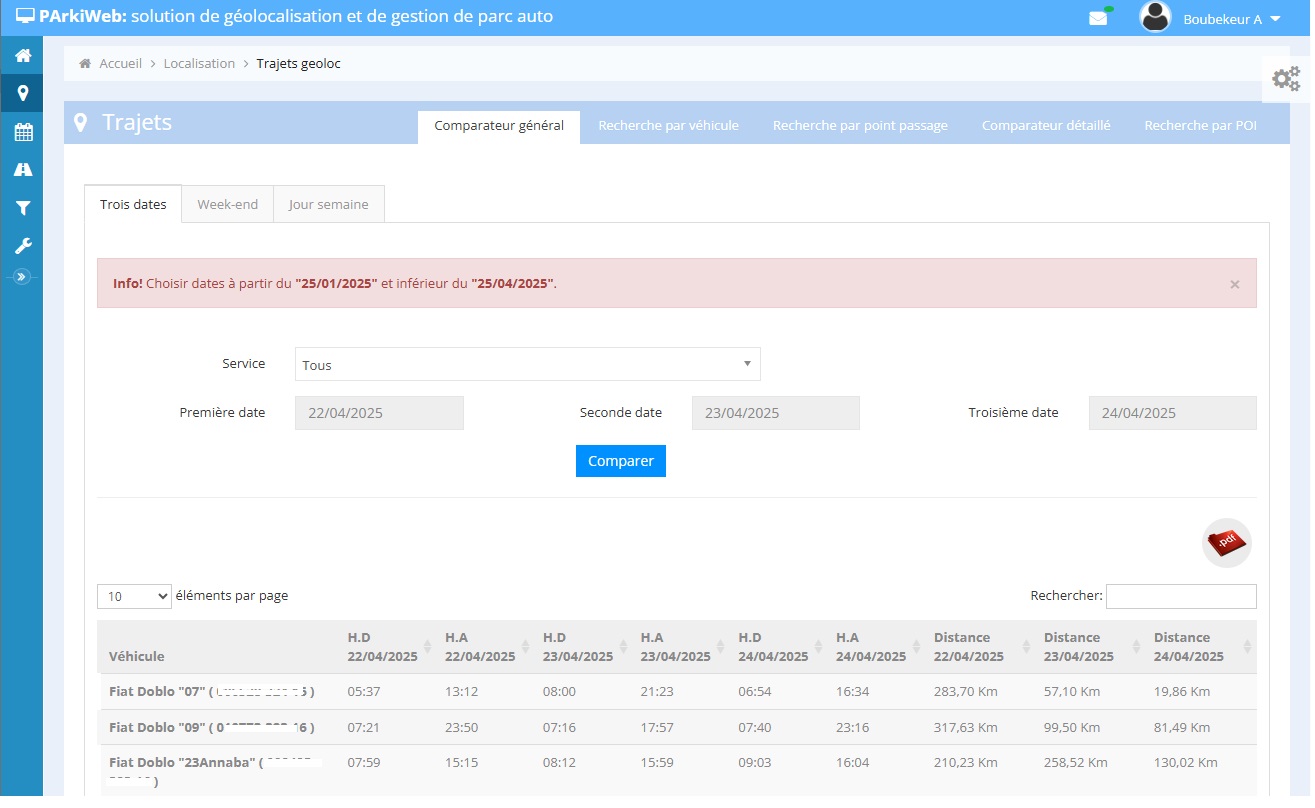 PArkiWeb: solution de géolocalisation et de gestion de parc auto
Boubekeur A
Accueil > Localisation > Trajets geoloc
Trajets
Comparateur général Recherche par véhicule Recherche par point passage Comparateur détaillé Recherche par POI
Trois dates Week-end Jour semaine
Info! Choisir dates à partir du "25/01/2025" et inférieur du "25/04/2025". ×
Service Tous
Première date 22/04/2025 Seconde date 23/04/2025 Troisième date 24/04/2025
Comparer
.pdf
10 éléments par page Rechercher:
H.D H.A H.D H.A H.D H.A Distance Distance Distance
Véhicule 22/04/2025 22/04/2025 23/04/2025 23/04/2025 24/04/2025 24/04/2025 22/04/2025 23/04/2025 24/04/2025
Fiat Doblo "07" ( ) 05:37 13:12 08:00 21:23 06:54 16:34 283,70 Km 57,10 Km 19,86 Km
Fiat Doblo "09" ( ) 07:21 23:50 07:16 17:57 07:40 23:16 317,63 Km 99,50 Km 81,49 Km
Fiat Doblo "23Annaba" ( 07:59 15:15 08:12 15:59 09:03 16:04 210,23 Km 258,52 Km 130,02 Km
)